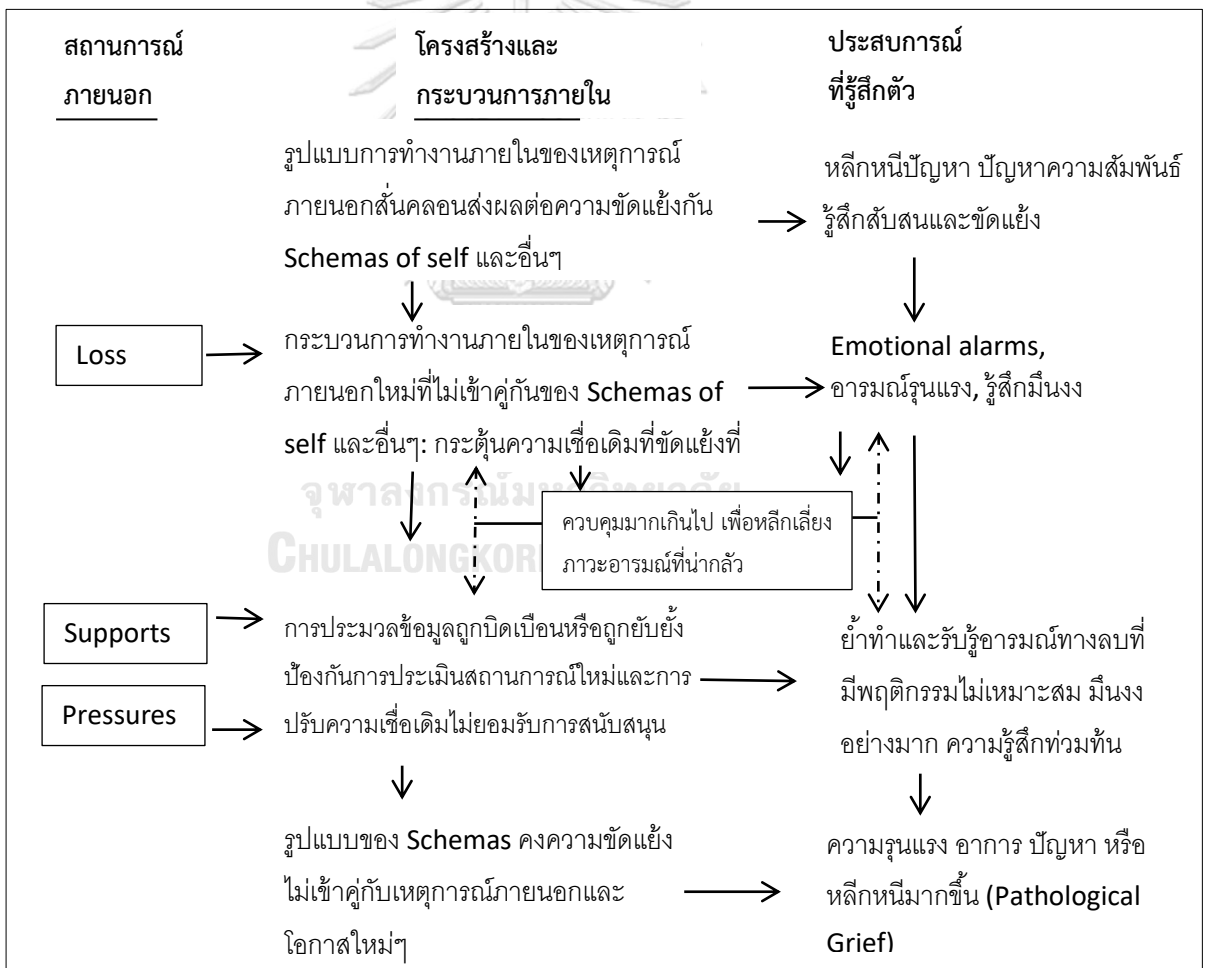 สถานการณ์
ภายนอก
โครงสร้างและ
กระบวนการภายใน
ประสบการณ์
ที่รู้สึกตัว
รูปแบบการทำงานภายในของเหตุการณ์
ภายนอกสั่นคลอนส่งผลต่อความขัดแย้งกัน
Schemas of self และอื่นๆ
หลีกหนีปัญหา ปัญหาความสัมพันธ์
รู้สึกสับสนและขัดแย้ง
Loss
กระบวนการทำงานภายในของเหตุการณ์
ภายนอกใหม่ที่ไม่เข้าคู่กันของ Schemas of
self และอื่นๆ: กระตุ้นความเชื่อเดิมที่ขัดแย้งที่
Emotional alarms,
อารมณ์รุนแรง, รู้สึกมึนงง
จุฬาลงกรณ์มหาวิทยาลัย
CHULALONGKOR
ควบคุมมากเกินไป เพื่อหลีกเลี่ยง
ภาวะอารมณ์ที่น่ากลัว
Supports
Pressures
การประมวลข้อมูลถูกบิดเบือนหรือถูกยับยั้ง
ป้องกันการประเมินสถานการณ์ใหม่และการ
ปรับความเชื่อเดิมไม่ยอมรับการสนับสนุน
ย้ำทำและรับรู้อารมณ์ทางลบที่
มีพฤติกรรมไม่เหมาะสม มึนงง
อย่างมาก ความรู้สึกท่วมท้น
รูปแบบของ Schemas คงความขัดแย้ง
ไม่เข้าคู่กับเหตุการณ์ภายนอกและ
โอกาสใหม่ๆ
ความรุนแรง อาการ ปัญหา หรือ
หลีกหนีมากขึ้น (Pathological
Grief)